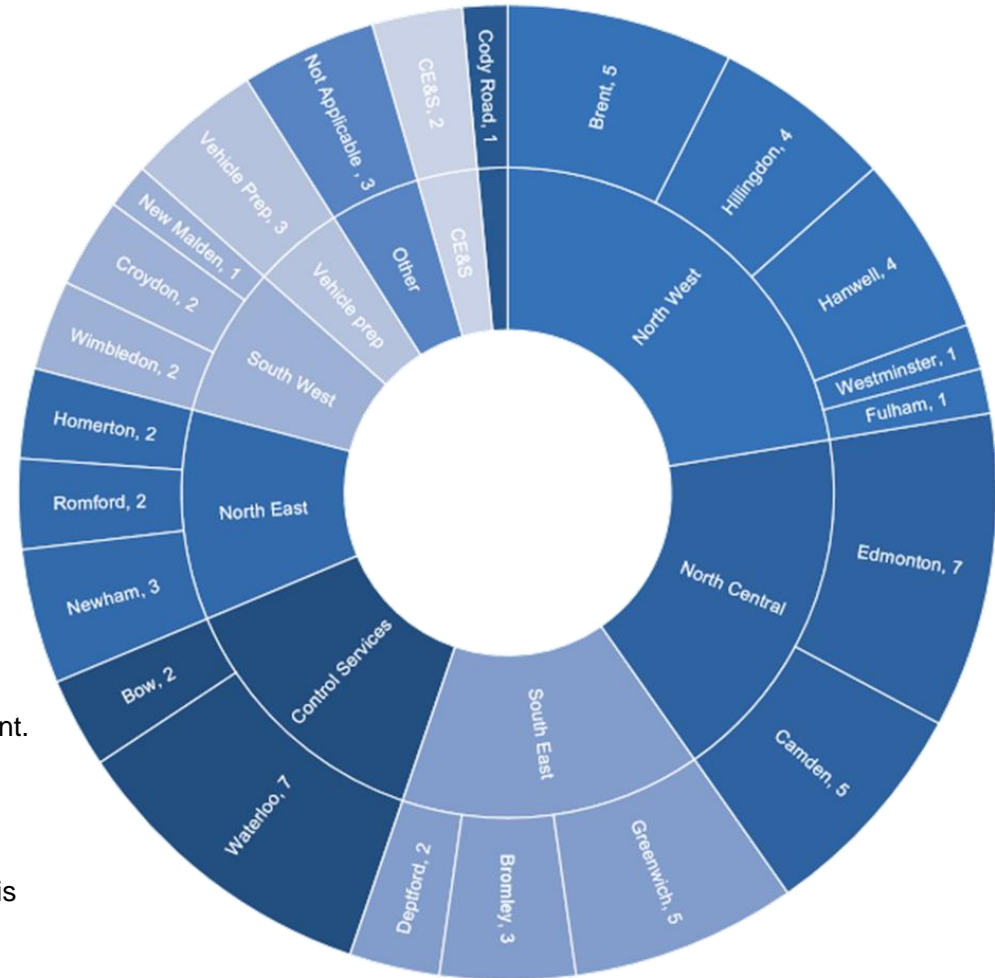 Cody Road, 1
Brent, 5
Hillingdon, 4
Hanwell, 4
Westminster, 1
Fulham, 1
North West
Edmonton, 7
Camden, 5
North Central
Greenwich, 5
Bromley, 3
Deptford, 2
South East
Waterloo, 7
Bow, 2
Control Services
Newham, 3
Romford, 2
Homerton, 2
North East
Wimbledon, 2
Croydon, 2
New Malden, 1
South West
Vehicle Prep, 3
Vehicle prep
Not Applicable , 3
Other
CE&S, 2
CE&S
nt.
is